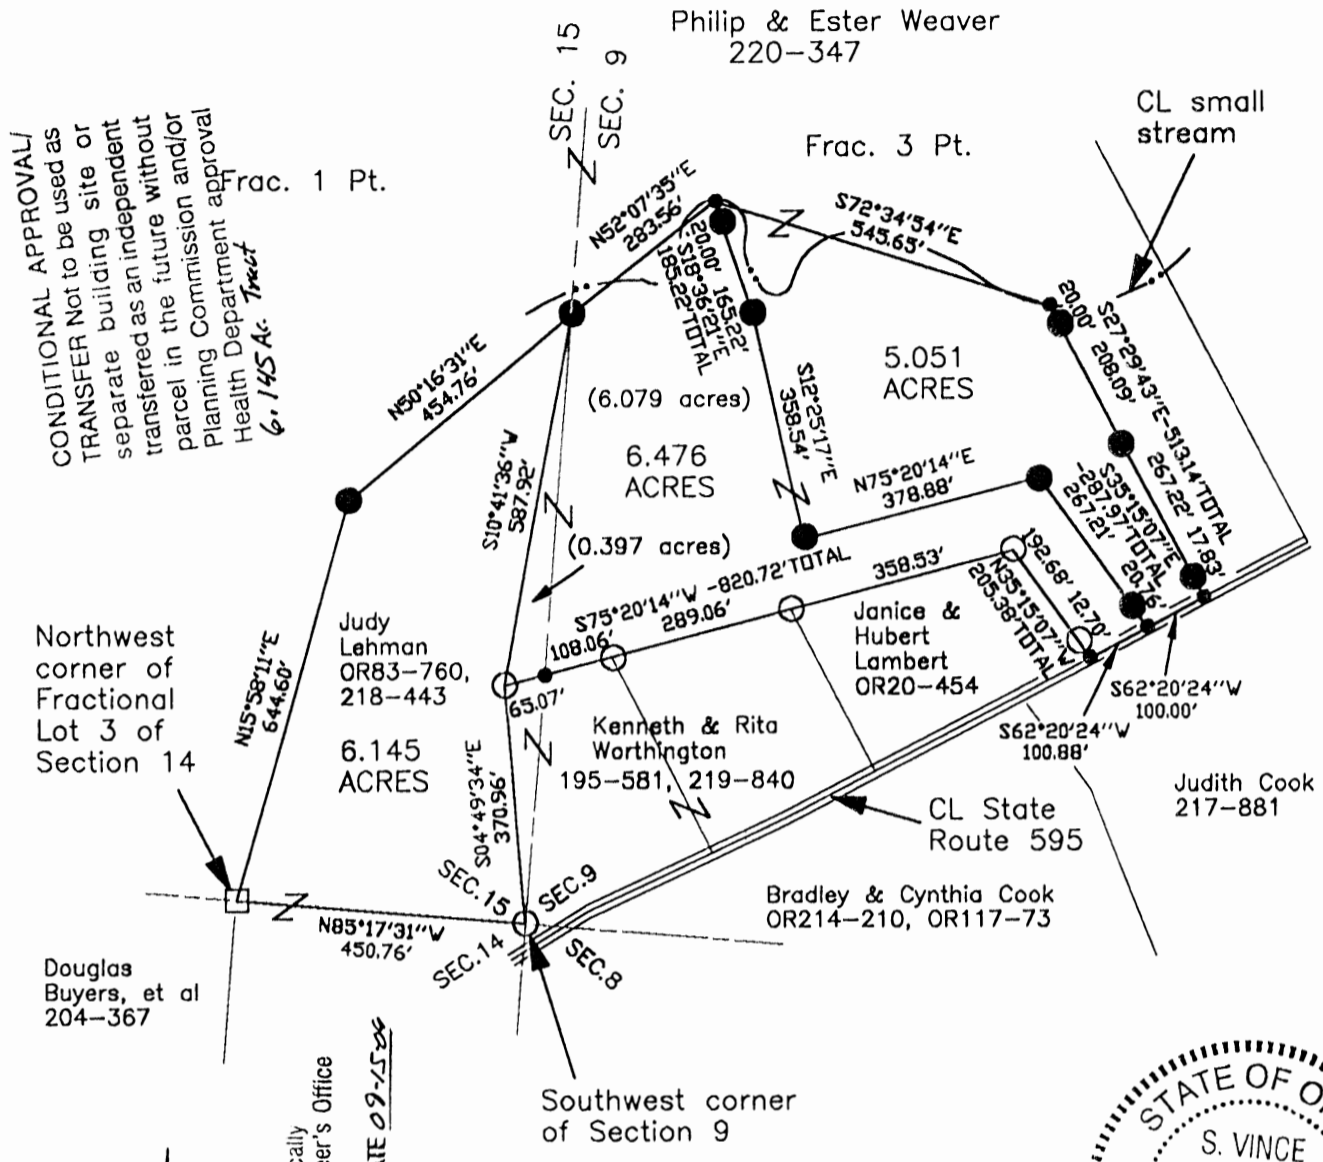 Philip & Ester Weaver
220-347
SEC. 15
SEC. 9
CL small
stream
Frac. 3 Pt.
Frac. 1 Pt.
CONDITIONAL APPROVAL/
TRANSFER Not to be used as
separate building site or
transferred as an independent
parcel in the future without
Planning Commission and/or
Health Department approval
6.145 Ac. Tract
N52°07'35''E
283.56'
S72°34'54''E
545.65'
20.00' 165.22'
-S18°36'21''E
185.22'TOTAL
20.00' 208.09' 267.22' 17.83'
S27°29'43''E-513.14'TOTAL
N50°16'31''E
454.76'
(6.079 acres)
5.051
ACRES
S12°25'17''E
358.54'
6.476
ACRES
N75°20'14''E
378.88'
S10°41'36''W
587.92'
S35°15'07''E
-287.97'TOTAL
267.21' 20.76'
(0.397 acres)
S75°20'14''W -820.72'TOTAL
65.07' 108.06' 289.06' 358.53'
192.68' 12.70'
N35°15'07''W
205.38'TOTAL
Northwest
corner of
Fractional
Lot 3 of
Section 14
N15°58'11''E
644.60'
Judy
Lehman
OR83-760,
218-443
6.145
ACRES
Janice &
Hubert
Lambert
OR20-454
Kenneth & Rita
Worthington
195-581, 219-840
S04°49'34''E
370.96'
S62°20'24''W
100.00'
S62°20'24''W
100.88'
Judith Cook
217-881
CL State
Route 595
SEC. 15
SEC.9
SEC.14
SEC.8
N85°17'31''W
450.76'
Bradley & Cynthia Cook
OR214-210, OR117-73
Douglas
Buyers, et al
204-367
Southwest corner
of Section 9
cally
er's Office
TE 09-15-04
STATE OF O
S. VINCE